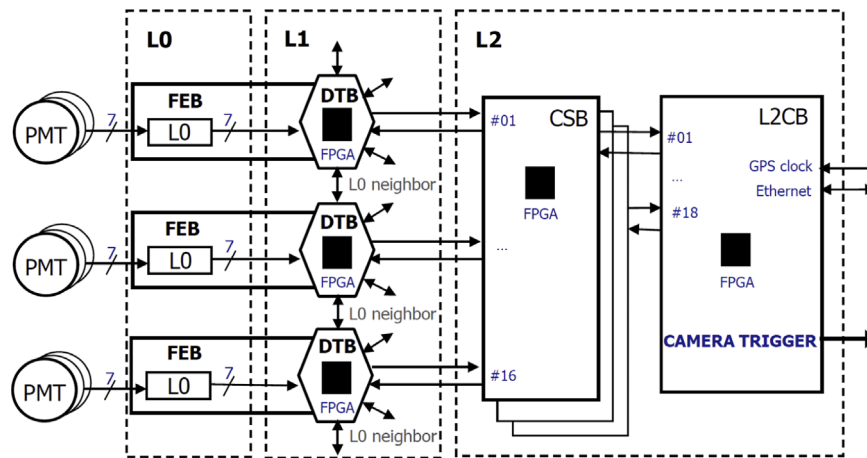 L0
L1
L2
FEB
DTB
CSB
L2CB
PMT
7
L0
7
FPGA
#01
#01
GPS clock
...
Ethernet
L0 neighbor
#18
FPGA
FEB
DTB
PMT
7
L0
7
FPGA
...
FPGA
L0 neighbor
CAMERA TRIGGER
FEB
DTB
PMT
7
L0
7
FPGA
#16
L0 neighbor